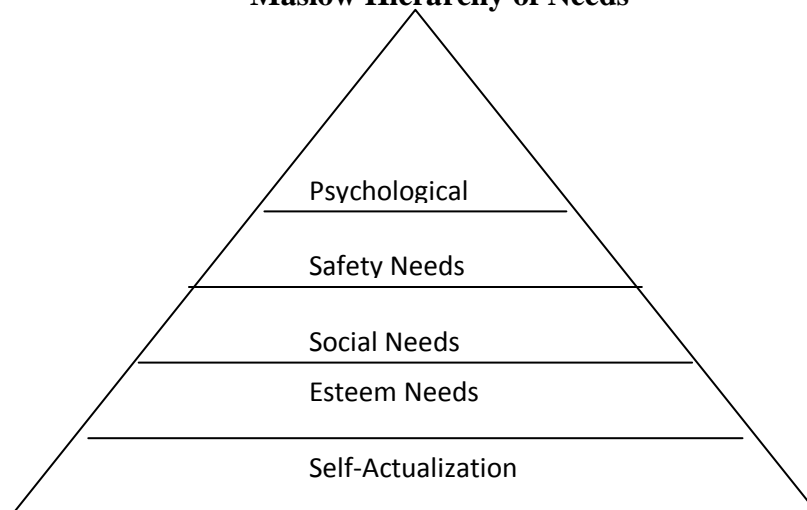 Maslow Hierarchy of Needs
Psychological
Safety Needs
Social Needs
Esteem Needs
Self-Actualization